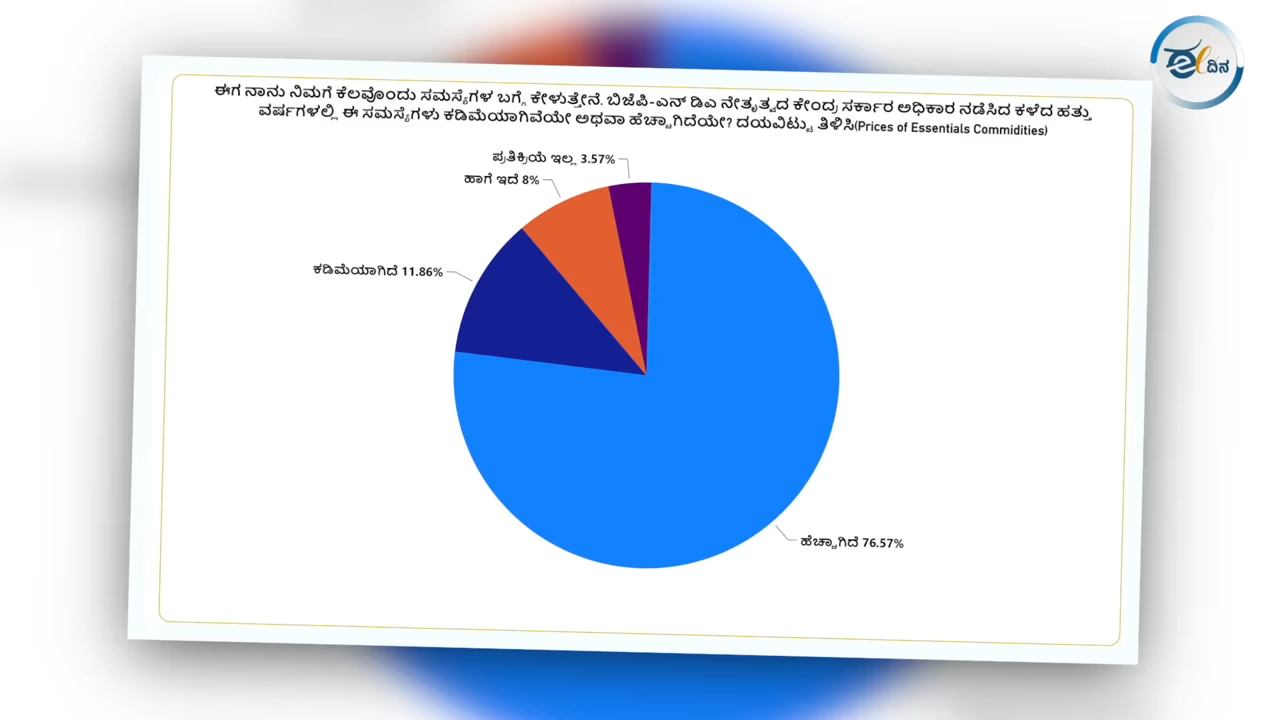 ಈಗ ನಾನು ನಿಮಗೆ ಕೆಲವೊಂದು ಸಮಸ್ಯೆಗಳ ಬಗ್ಗೆ ಕೇಳುತ್ತೇನೆ. ಬಿಜೆಪಿ-ಎನ್ ಡಿಎ ನೇತೃತ್ವದ ಕೇಂದ್ರ ಸರ್ಕಾರ ಅಧಿಕಾರ ನಡೆಸಿದ ಕಳೆದ ಹತ್ತು
ವರ್ಷಗಳಲ್ಲಿ ಈ ಸಮಸ್ಯೆಗಳು ಕಡಿಮೆಯಾಗಿವೆಯೇ ಅಥವಾ ಹೆಚ್ಚಾಗಿದೆಯೇ? ದಯವಿಟ್ಟು ತಿಳಿಸಿ(Prices of Essentials Commidities)
ಪ್ರತಿಕ್ರಿಯೆ ಇಲ್ಲ 3.57%
ಹಾಗೆ ಇದೆ 8%
ಕಡಿಮೆಯಾಗಿದೆ 11.86%
ಹೆಚ್ಚಾಗಿದೆ 76.57%
ದಿನ